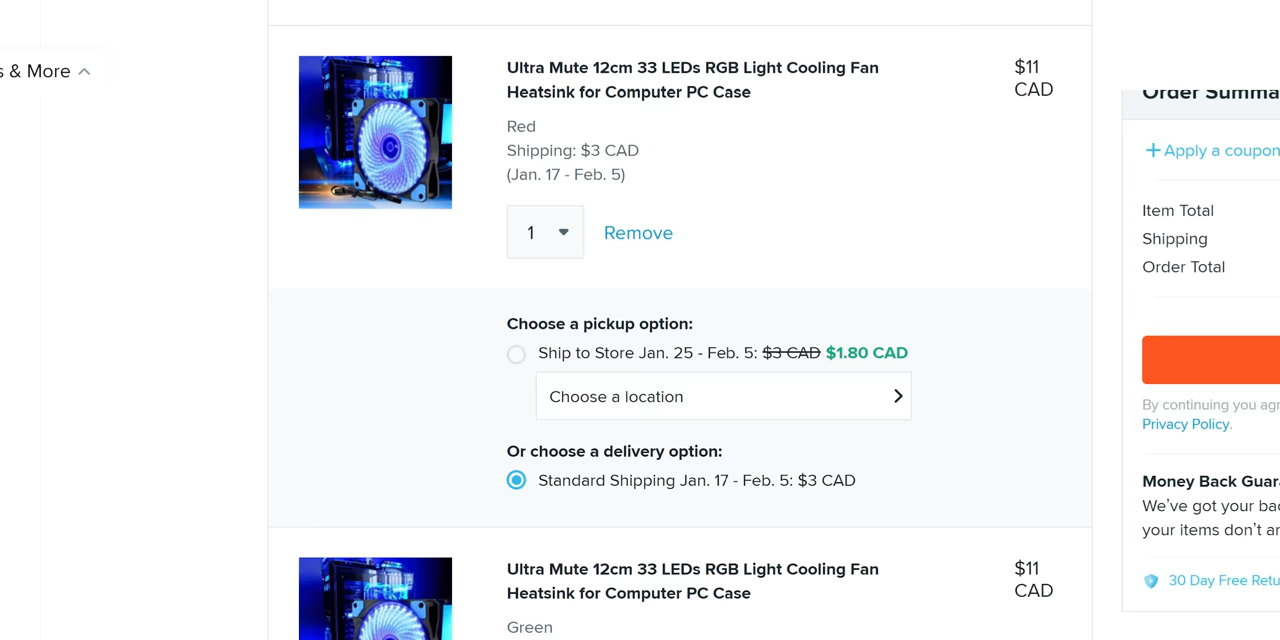 & More
Ultra Mute 12cm 33 LEDs RGB Light Cooling Fan
Heatsink for Computer PC Case
$11
CAD
Red
Shipping: $3 CAD
(Jan. 17 - Feb. 5)
1
Remove
Choose a pickup option:
Ship to Store Jan. 25 - Feb. 5: $3 CAD $1.80 CAD
Choose a location
Or choose a delivery option:
Standard Shipping Jan. 17 - Feb. 5: $3 CAD
Ultra Mute 12cm 33 LEDs RGB Light Cooling Fan
Heatsink for Computer PC Case
$11
CAD
Green
Order Summa
+ Apply a coupon
Item Total
Shipping
Order Total
By continuing you agr
Privacy Policy.
Money Back Guar
We've got your bac
your items don't ar
30 Day Free Retu